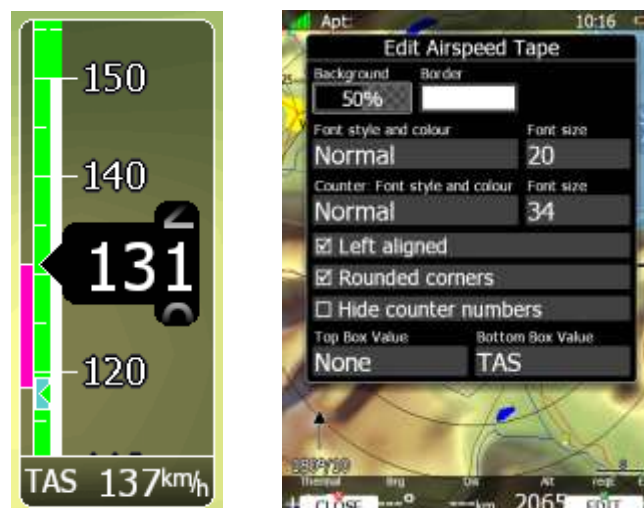 150
140
131
120
TAS 137km/h
Apt: 10:16
Edit Airspeed Tape
Background Border
50%
Font style and colour Font size
Normal 20
Counter: Font style and colour Font size
Normal 34
Left aligned
Rounded corners
Hide counter numbers
Top Box Value Bottom Box Value
None TAS
Thermal Brg Dis Alt
CLOSE ---° ---km 2065 EDIT